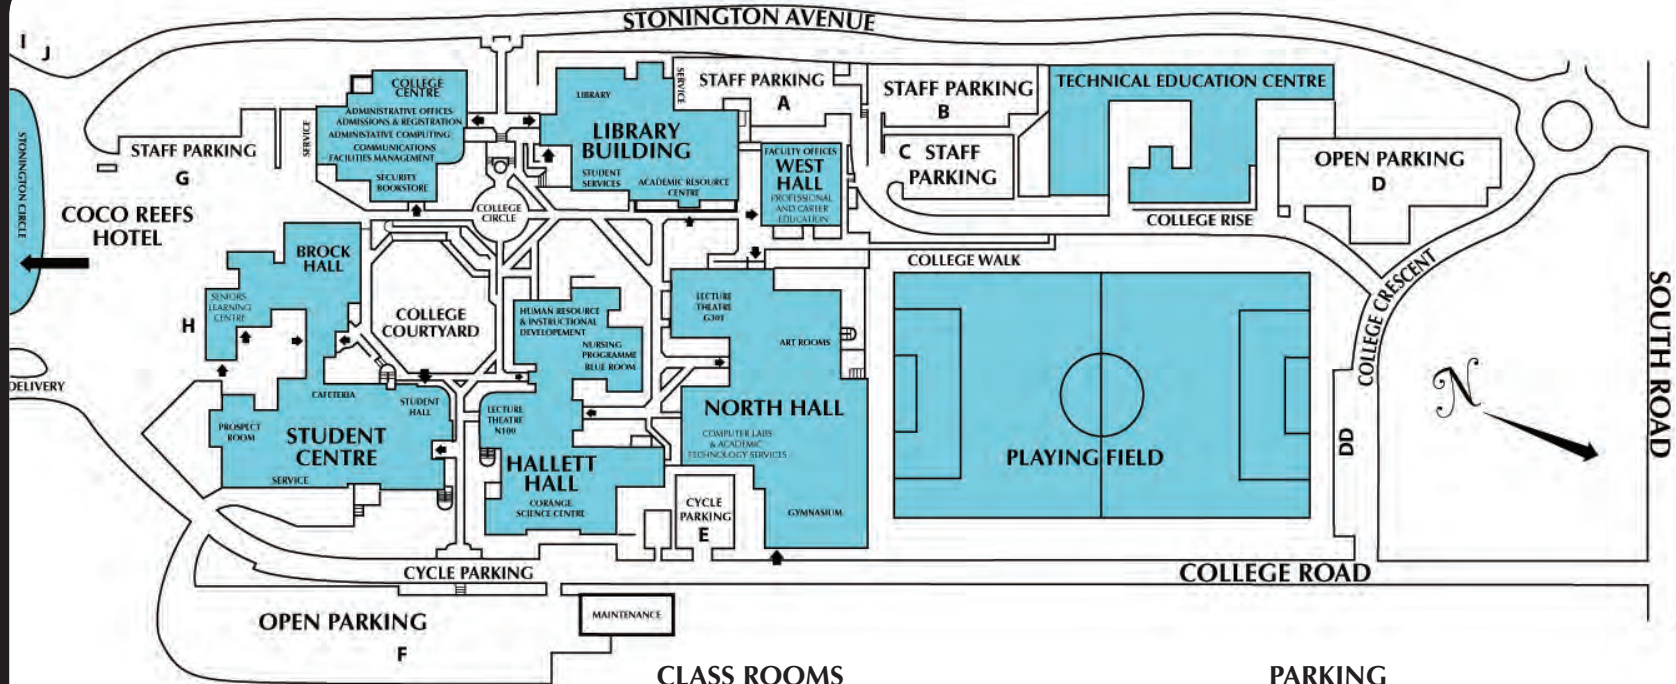 STONINGTON AVENUE
I
J
STONINGTON CIRCLE
STAFF PARKING
G
COCO REEFS
HOTEL
SERVICE
COLLEGE
CENTRE
ADMINISTRATIVE OFFICES
ADMISSIONS & REGISTRATION
ADMINISTATIVE COMPUTING
COMMUNICATIONS
FACILITIES MANAGEMENT
SECURITY
BOOKSTORE
LIBRARY
LIBRARY
BUILDING
STUDENT
SERVICES
ACADEMIC RESOURCE
CENTRE
SERVICE
STAFF PARKING
A
FACULTY OFFICES
WEST
HALL
PROFESSIONAL
AND CAREER
EDUCATION
STAFF PARKING
B
C STAFF
PARKING
TECHNICAL EDUCATION CENTRE
OPEN PARKING
D
COLLEGE RISE
COLLEGE WALK
COLLEGE CRESCENT
SOUTH ROAD
COLLEGE
CIRCLE
BROCK
HALL
SENIORS
LEARNING
CENTRE
H
COLLEGE
COURTYARD
HUMAN RESOURCE
& INSTRUCTIONAL
DEVELOPEMENT
NURSING
PROGRAMME
BLUE ROOM
LECTURE
THEATRE
G301
ART ROOMS
NORTH HALL
COMPUTER LABS
& ACADEMIC
TECHNOLOGY SERVICES
GYMNASIUM
PLAYING FIELD
DD
N
DELIVERY
CAFETERIA
STUDENT
HALL
PROSPECT
ROOM
STUDENT
CENTRE
SERVICE
LECTURE
THEATRE
N100
HALLETT
HALL
CORANGE
SCIENCE CENTRE
CYCLE
PARKING
E
CYCLE PARKING
COLLEGE ROAD
OPEN PARKING
F
MAINTENANCE
CLASS ROOMS
PARKING